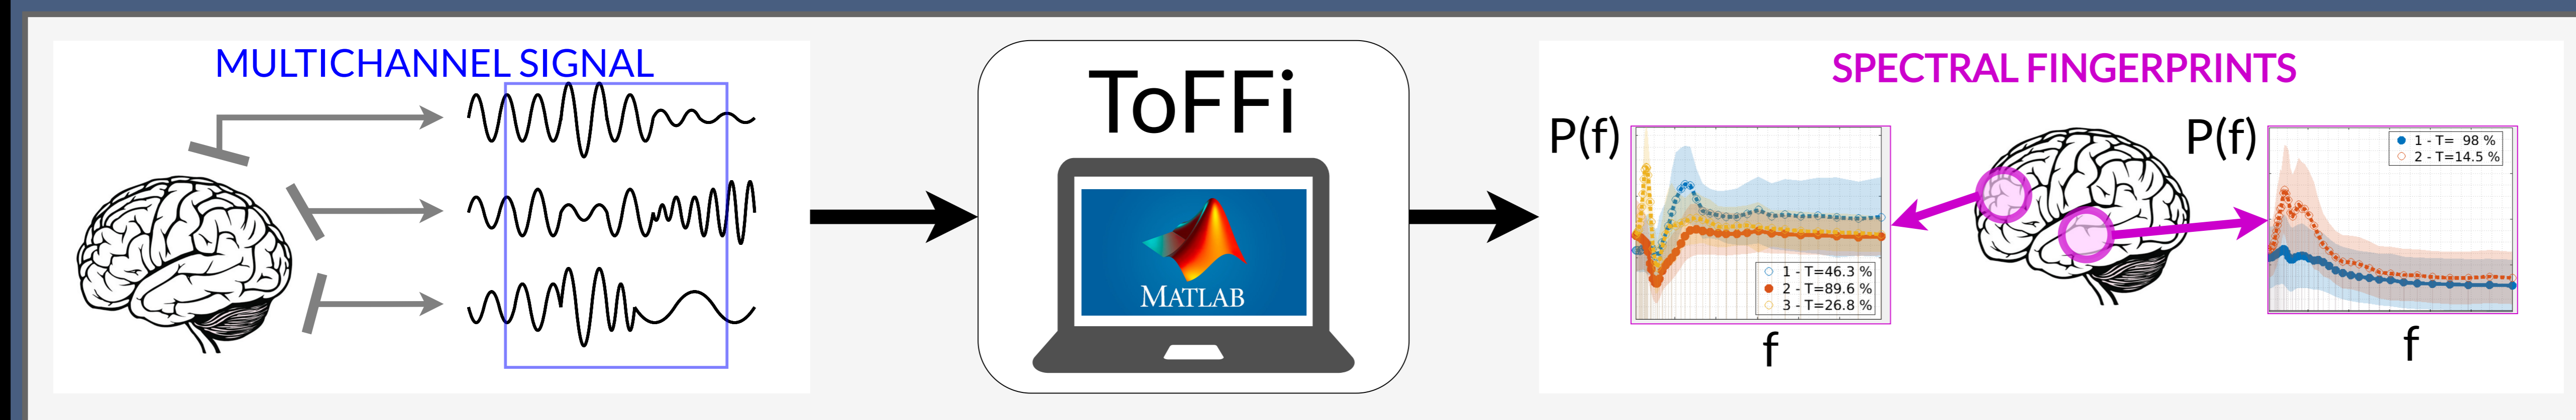 MULTICHANNEL SIGNAL
ToFFi
MATLAB
SPECTRAL FINGERPRINTS
P(f)
1 - T=46.3 %
2 - T=89.6 %
3 - T=26.8 %
f
P(f)
1 - T= 98 %
2 - T=14.5 %
f